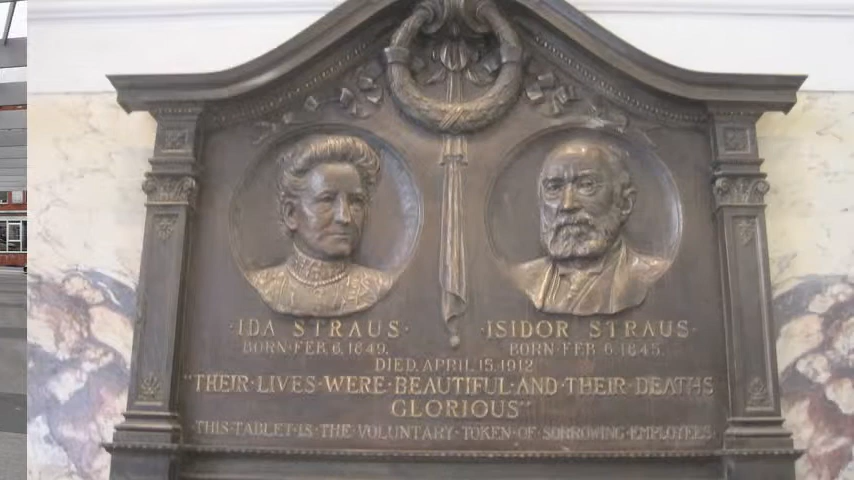 ·IDA STRAUS·
BORN·FEB 6, 1849.
·ISIDOR STRAUS·
BORN·FEB·6·1845·
DIED·APRIL·15·1912
"THEIR·LIVES·WERE·BEAUTIFUL·AND·THEIR·DEATHS
GLORIOUS"
·THIS·TABLET·IS·THE·VOLUNTARY·TOKEN·OF·SORROWING·EMPLOYEES·